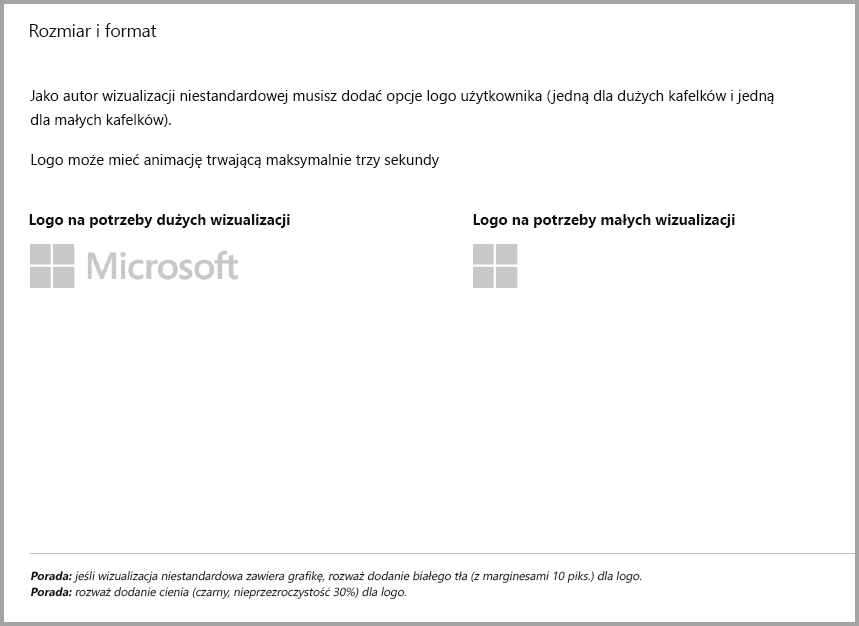 Rozmiar i format
Jako autor wizualizacji niestandardowej musisz dodać opcje logo użytkownika (jedną dla dużych kafelków i jedną
dla małych kafelków).
Logo może mieć animację trwającą maksymalnie trzy sekundy
Logo na potrzeby dużych wizualizacji
Microsoft
Logo na potrzeby małych wizualizacji
Porada: jeśli wizualizacja niestandardowa zawiera grafikę, rozważ dodanie białego tła (z marginesami 10 piks.) dla logo.
Porada: rozważ dodanie cienia (czarny, nieprzezroczystość 30%) dla logo.